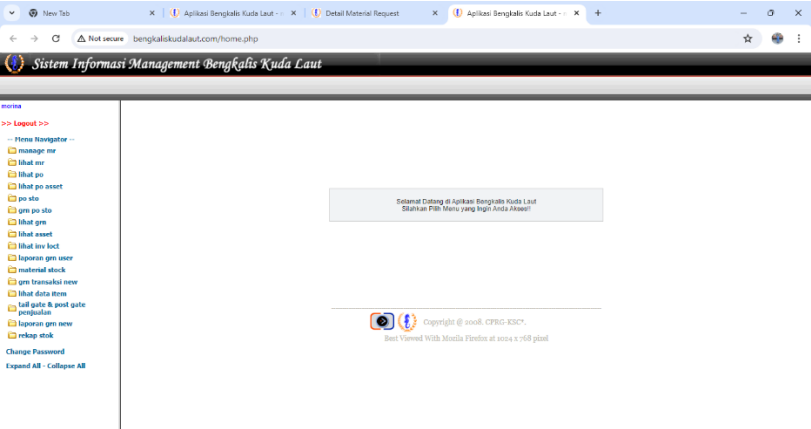 New Tab
Aplikasi Bengkalis Kuda Laut -
Detail Material Request
Aplikasi Bengkalis Kuda Laut -
Not secure
bengkaliskudalaut.com/home.php
Sistem Informasi Management Bengkalis Kuda Laut
morina
>> Logout >>
-- Menu Navigator --
manage mr
lihat mr
lihat po
lihat po asset
po sto
grn po sto
lihat grn
lihat asset
lihat inv loct
laporan grn user
material stock
grn transaksi new
lihat data item
tail gate & post gate
penjualan
laporan grn new
rekap stok
Change Password
Expand All - Collapse All
Selamat Datang di Aplikasi Bengkalis Kuda Laut
Silahkan Pilih Menu yang Ingin Anda Akses!!
Copyright @ 2008. CPRG-KSC*.
Best Viewed With Mozila Firefox at 1024 x 768 pixel